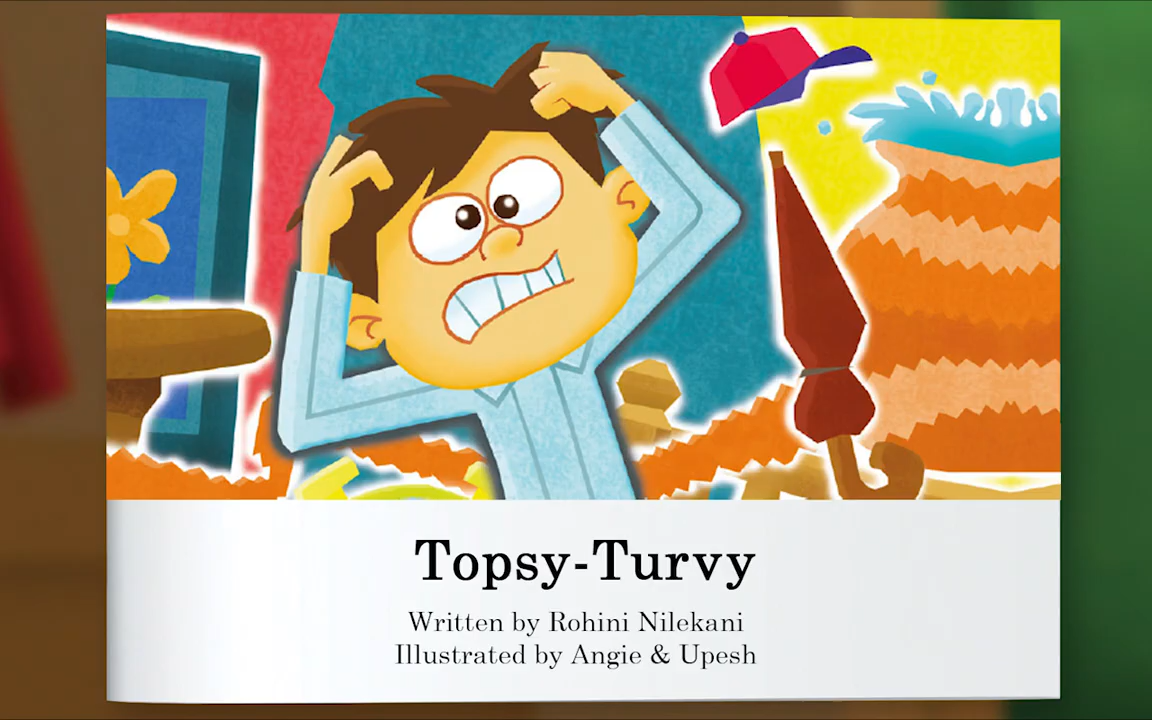 Topsy-Turvy
Written by Rohini Nilekani
Illustrated by Angie & Upesh